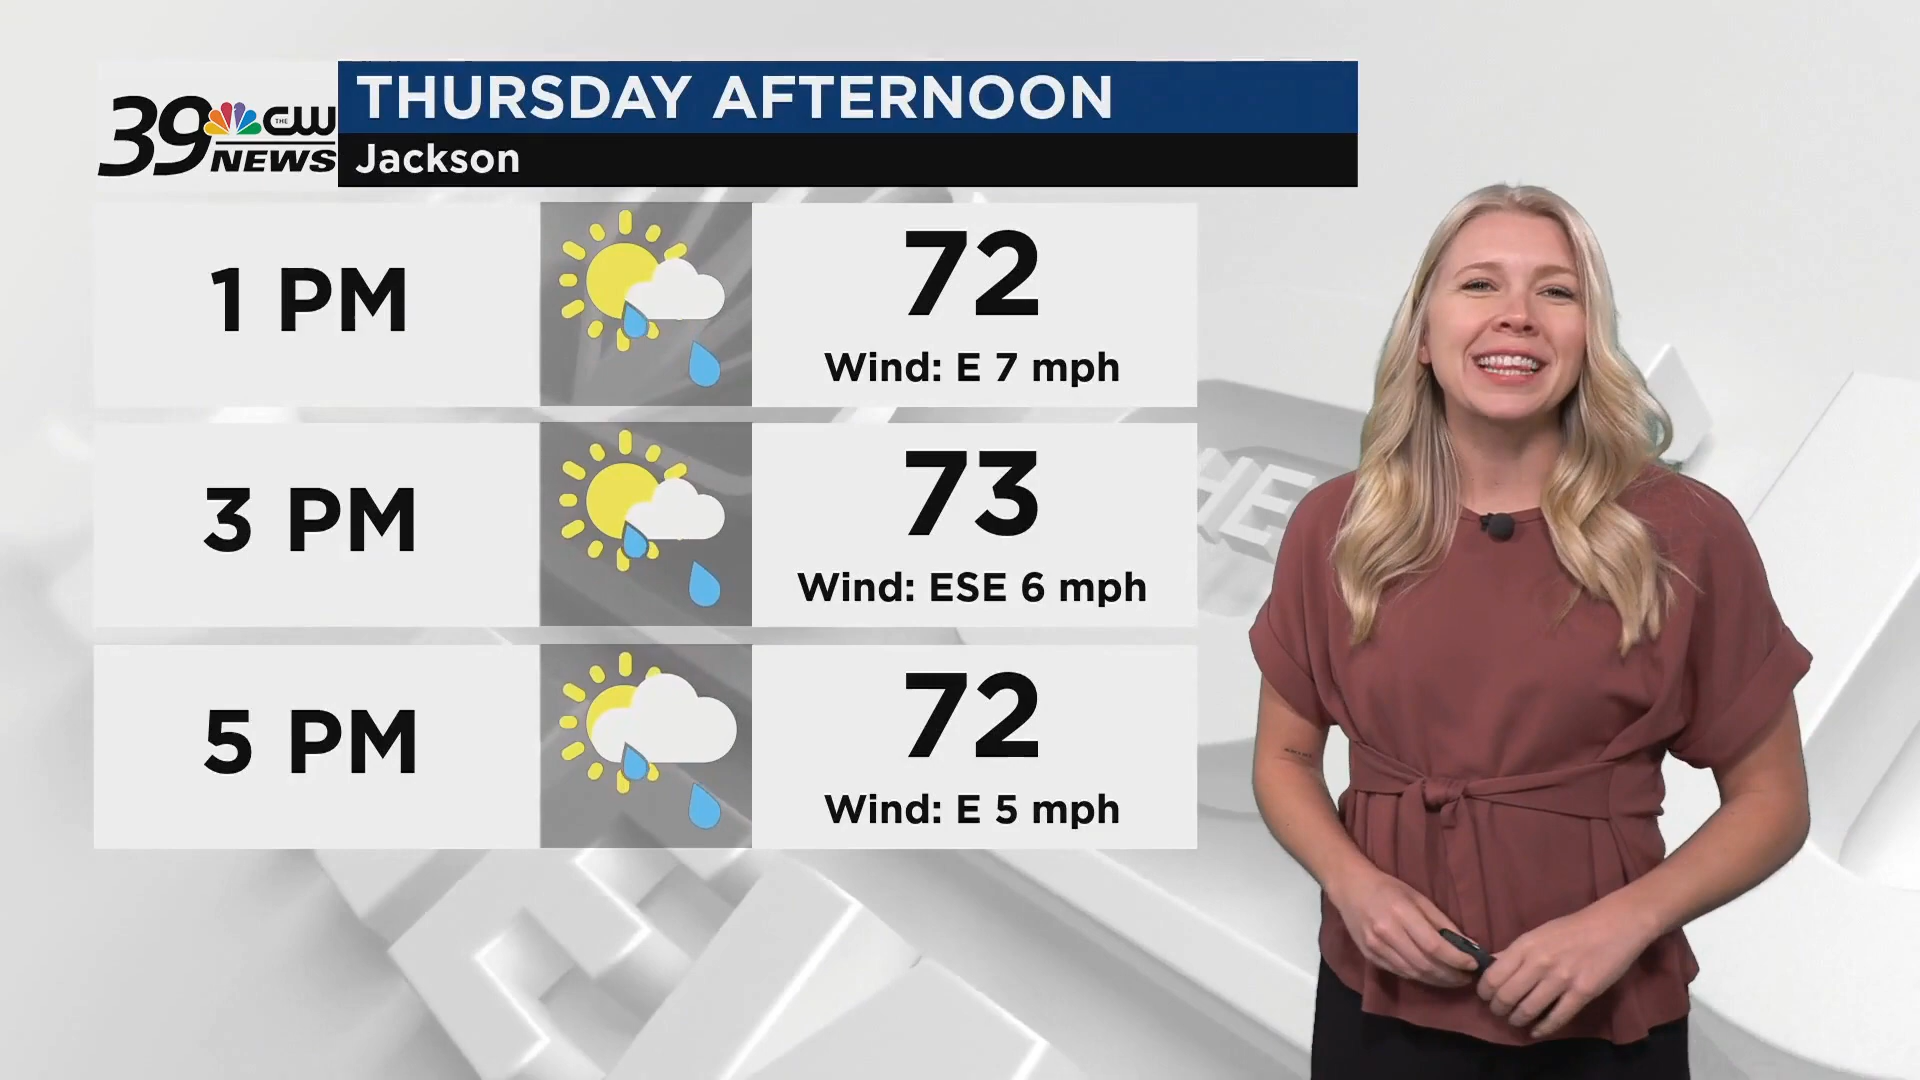 39 THE CW
NEWS
THURSDAY AFTERNOON
Jackson
1 PM
72
Wind: E 7 mph
3 PM
73
Wind: ESE 6 mph
5 PM
72
Wind: E 5 mph
HE